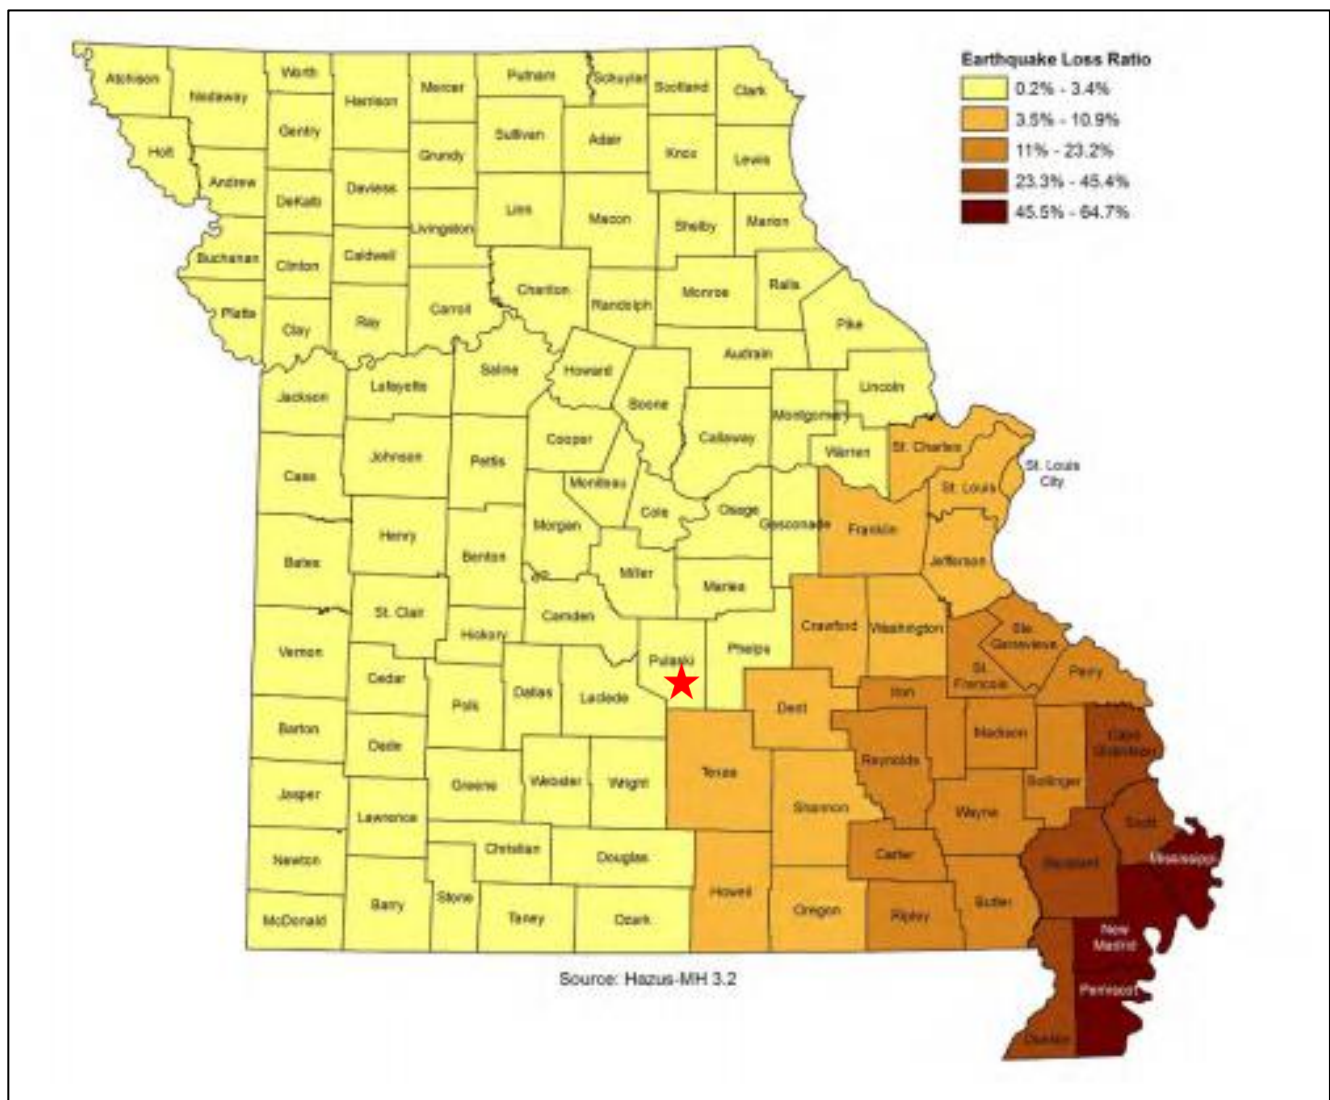 Earthquake Loss Ratio
0.2% - 3.4%
3.5% - 10.9%
11% - 23.2%
23.3% - 45.4%
45.5% - 64.7%
Atchison
Nodaway
Worth
Harrison
Mercer
Putnam
Schuyler
Scotland
Clark
Holt
Gentry
Sullivan
Adair
Knox
Lewis
Andrew
DeKalb
Daviess
Grundy
Linn
Macon
Shelby
Marion
Buchanan
Clinton
Caldwell
Livingston
Chariton
Randolph
Monroe
Ralls
Platte
Clay
Ray
Carroll
Pike
Audrain
Jackson
Lafayette
Saline
Howard
Boone
Callaway
Montgomery
Lincoln
Cass
Johnson
Pettis
Cooper
Moniteau
Cole
Warren
St. Charles
St. Louis
St. Louis
City
Bates
Henry
Benton
Morgan
Miller
Osage
Gasconade
Franklin
Jefferson
Maries
Vernon
St. Clair
Hickory
Camden
Pulaski
Phelps
Crawford
Washington
Ste.
Genevieve
St.
Francois
Perry
Barton
Cedar
Polk
Dallas
Laclede
Dent
Iron
Madison
Cape
Girardeau
Jasper
Dade
Greene
Webster
Wright
Texas
Shannon
Reynolds
Wayne
Bollinger
Scott
Newton
Lawrence
Christian
Douglas
Howell
Carter
Stoddard
Mississippi
McDonald
Barry
Stone
Taney
Ozark
Oregon
Ripley
Butler
New
Madrid
Pemiscot
Dunklin
Source: Hazus-MH 3.2